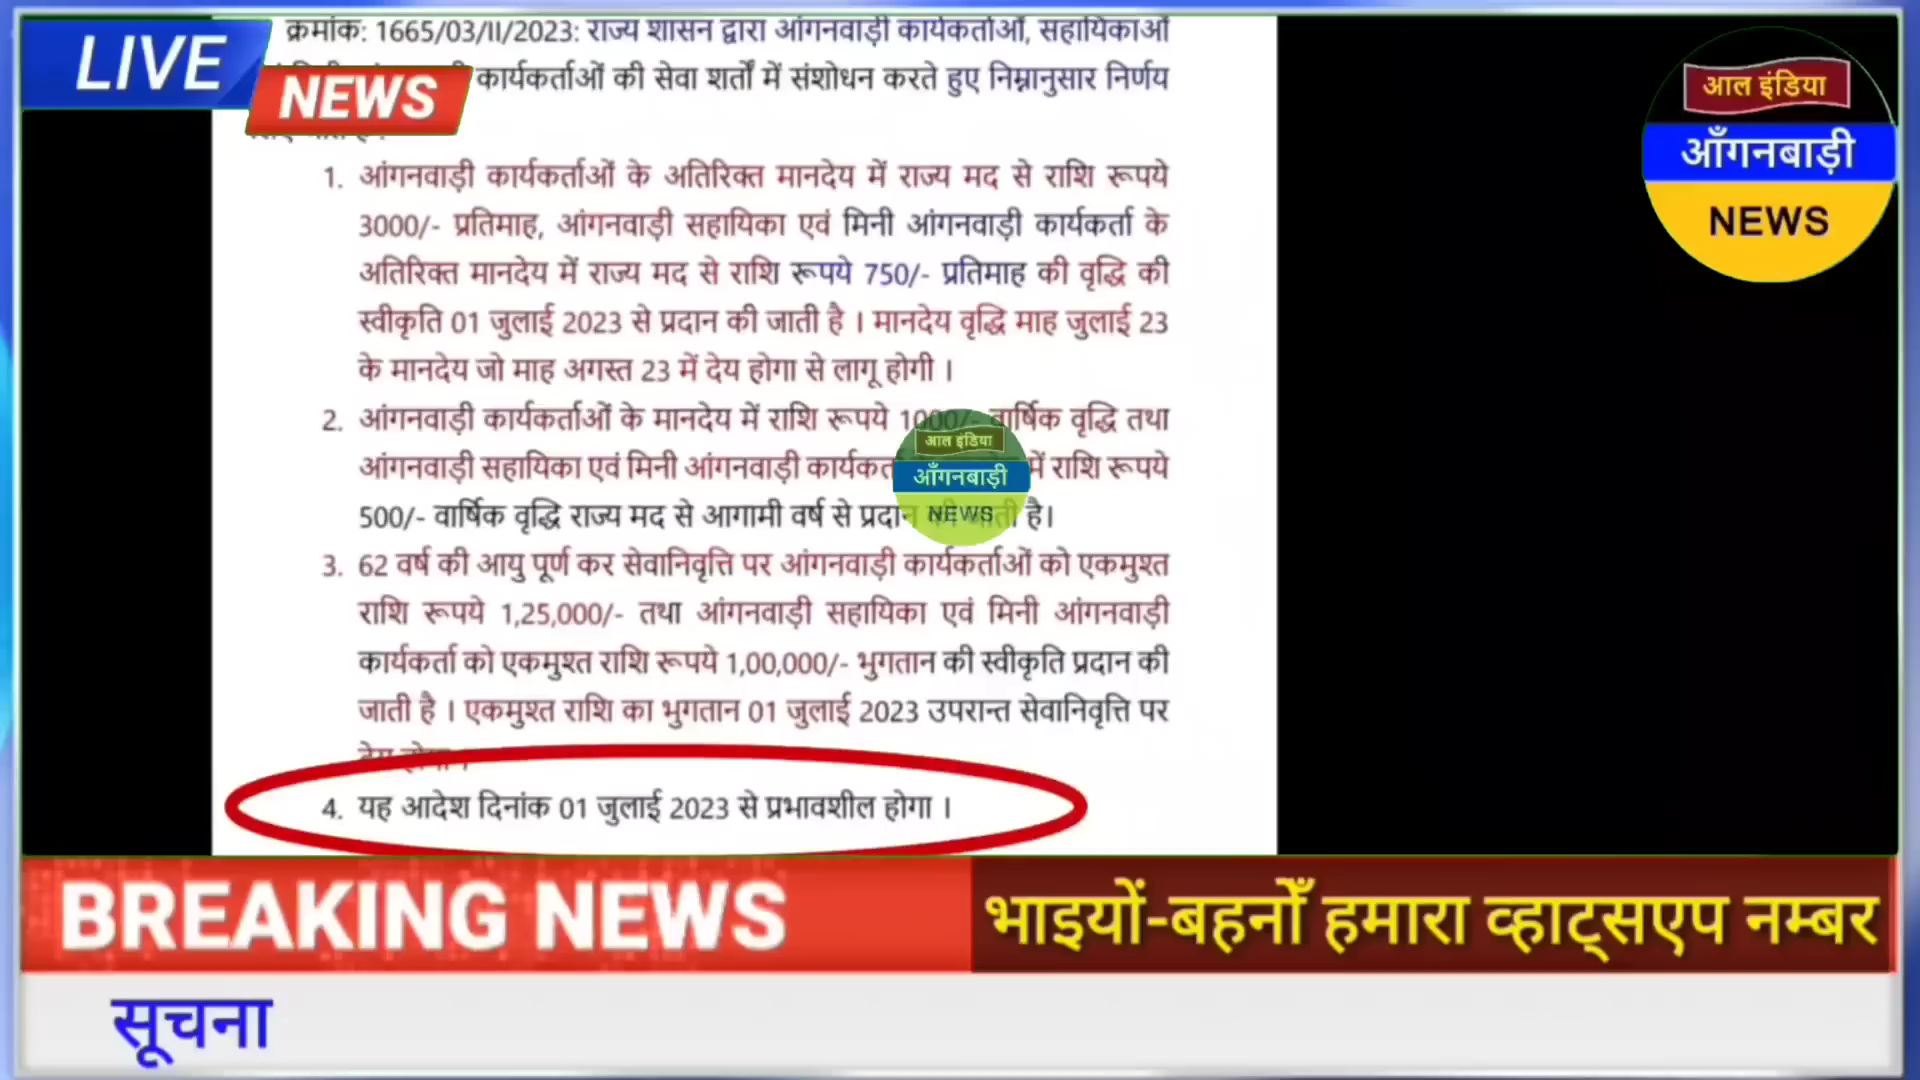 LIVE
NEWS
क्रमांक: 1665/03/II/2023: राज्य शासन द्वारा आंगनवाड़ी कार्यकर्ताओं, सहायिकाओं
कार्यकर्ताओं की सेवा शर्तों में संशोधन करते हुए निम्नानुसार निर्णय
1. आंगनवाड़ी कार्यकर्ताओं के अतिरिक्त मानदेय में राज्य मद से राशि रूपये
3000/- प्रतिमाह, आंगनवाड़ी सहायिका एवं मिनी आंगनवाड़ी कार्यकर्ता के
अतिरिक्त मानदेय में राज्य मद से राशि रूपये 750/- प्रतिमाह की वृद्धि की
स्वीकृति 01 जुलाई 2023 से प्रदान की जाती है । मानदेय वृद्धि माह जुलाई 23
के मानदेय जो माह अगस्त 23 में देय होगा से लागू होगी ।
2. आंगनवाड़ी कार्यकर्ताओं के मानदेय में राशि रूपये 1000/- वार्षिक वृद्धि तथा
आंगनवाड़ी सहायिका एवं मिनी आंगनवाड़ी में राशि रूपये
500/- वार्षिक वृद्धि राज्य मद से आगामी वर्ष से प्रदान की जाती है।
3. 62 वर्ष की आयु पूर्ण कर सेवानिवृत्ति पर आंगनवाड़ी कार्यकर्ताओं को एकमुश्त
राशि रूपये 1,25,000/- तथा आंगनवाड़ी सहायिका एवं मिनी आंगनवाड़ी
कार्यकर्ता को एकमुश्त राशि रूपये 1,00,000/- भुगतान की स्वीकृति प्रदान की
जाती है । एकमुश्त राशि का भुगतान 01 जुलाई 2023 उपरान्त सेवानिवृत्ति पर
4. यह आदेश दिनांक 01 जुलाई 2023 से प्रभावशील होगा ।
आल इंडिया
आँगनबाड़ी
NEWS
आल इंडिया
आँगनबाड़ी
NEWS
BREAKING NEWS
भाइयों-बहनोँ हमारा व्हाट्सएप नम्बर
सूचना